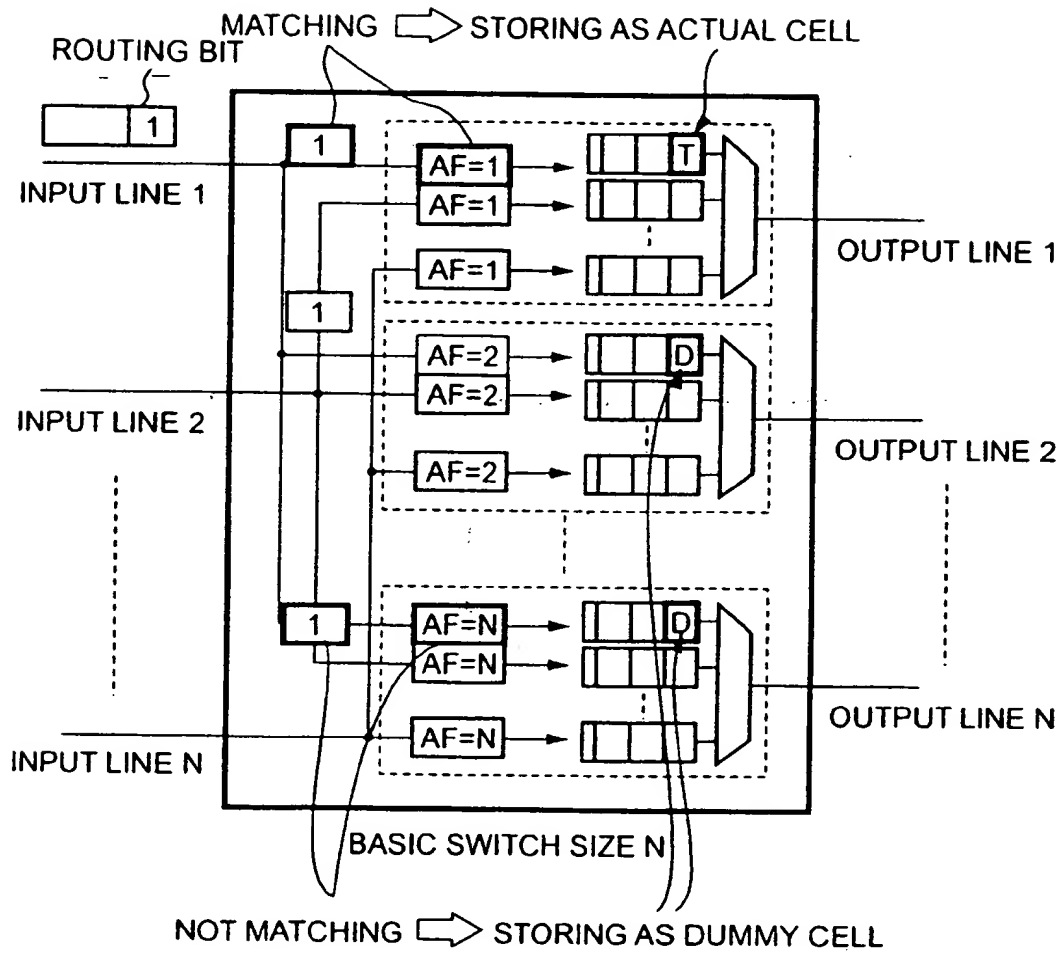 MATCHING ⇨ STORING AS ACTUAL CELL
ROUTING BIT
1
1
AF=1
T
INPUT LINE 1
AF=1
OUTPUT LINE 1
AF=1
1
AF=2
D
INPUT LINE 2
AF=2
OUTPUT LINE 2
AF=2
1
AF=N
D
AF=N
OUTPUT LINE N
INPUT LINE N
AF=N
BASIC SWITCH SIZE N
NOT MATCHING ⇨ STORING AS DUMMY CELL